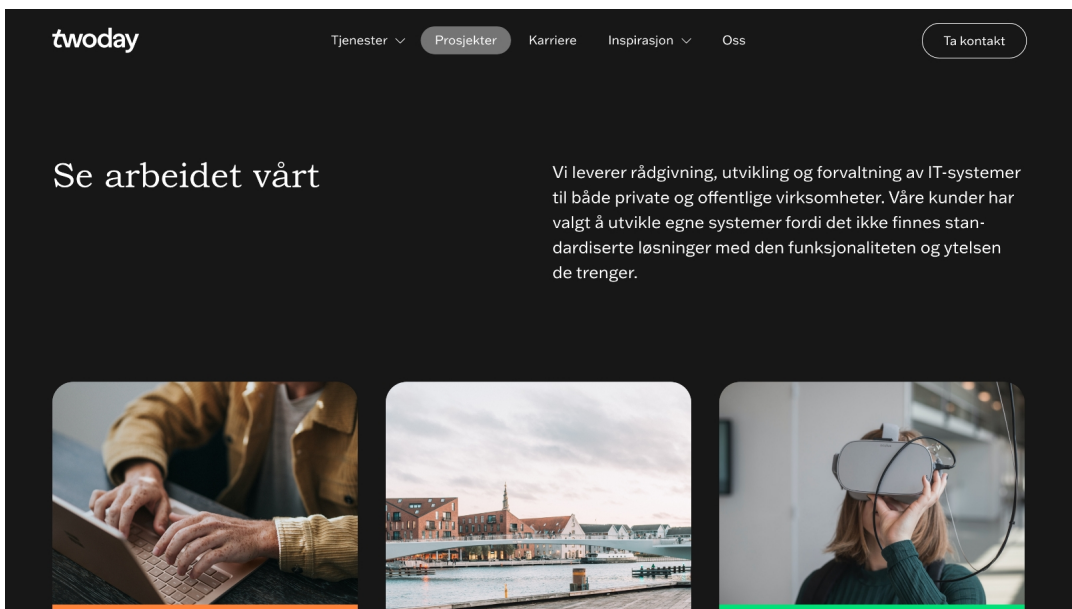 twoday
Tjenester
Prosjekter
Karriere
Inspirasjon
Oss
Ta kontakt
Se arbeidet vårt
Vi leverer rådgivning, utvikling og forvaltning av IT-systemer
til både private og offentlige virksomheter. Våre kunder har
valgt å utvikle egne systemer fordi det ikke finnes stan-
dardiserte løsninger med den funksjonaliteten og ytelsen
de trenger.